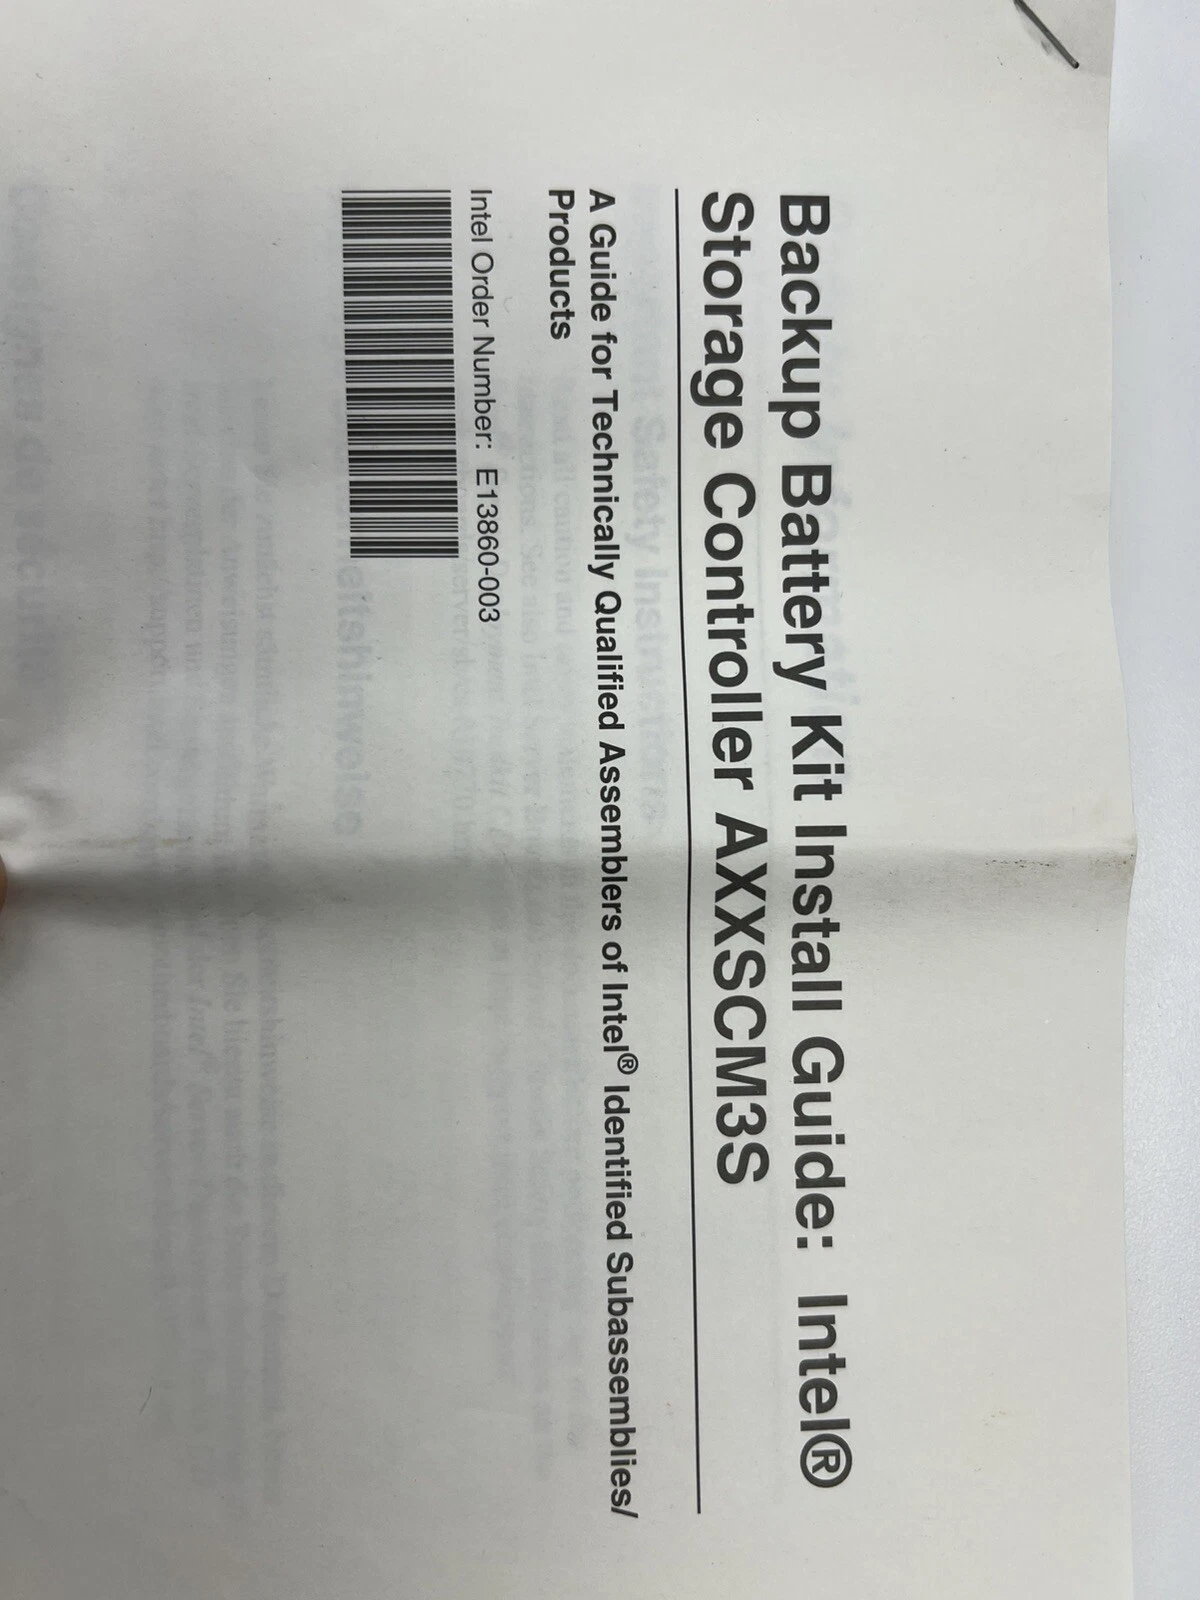 Backup Battery Kit Install Guide: Intel®
Storage Controller AXXSCM3S
A Guide for Technically Qualified Assemblers of Intel® Identified Subassemblies/
Products
Intel Order Number: E13860-003